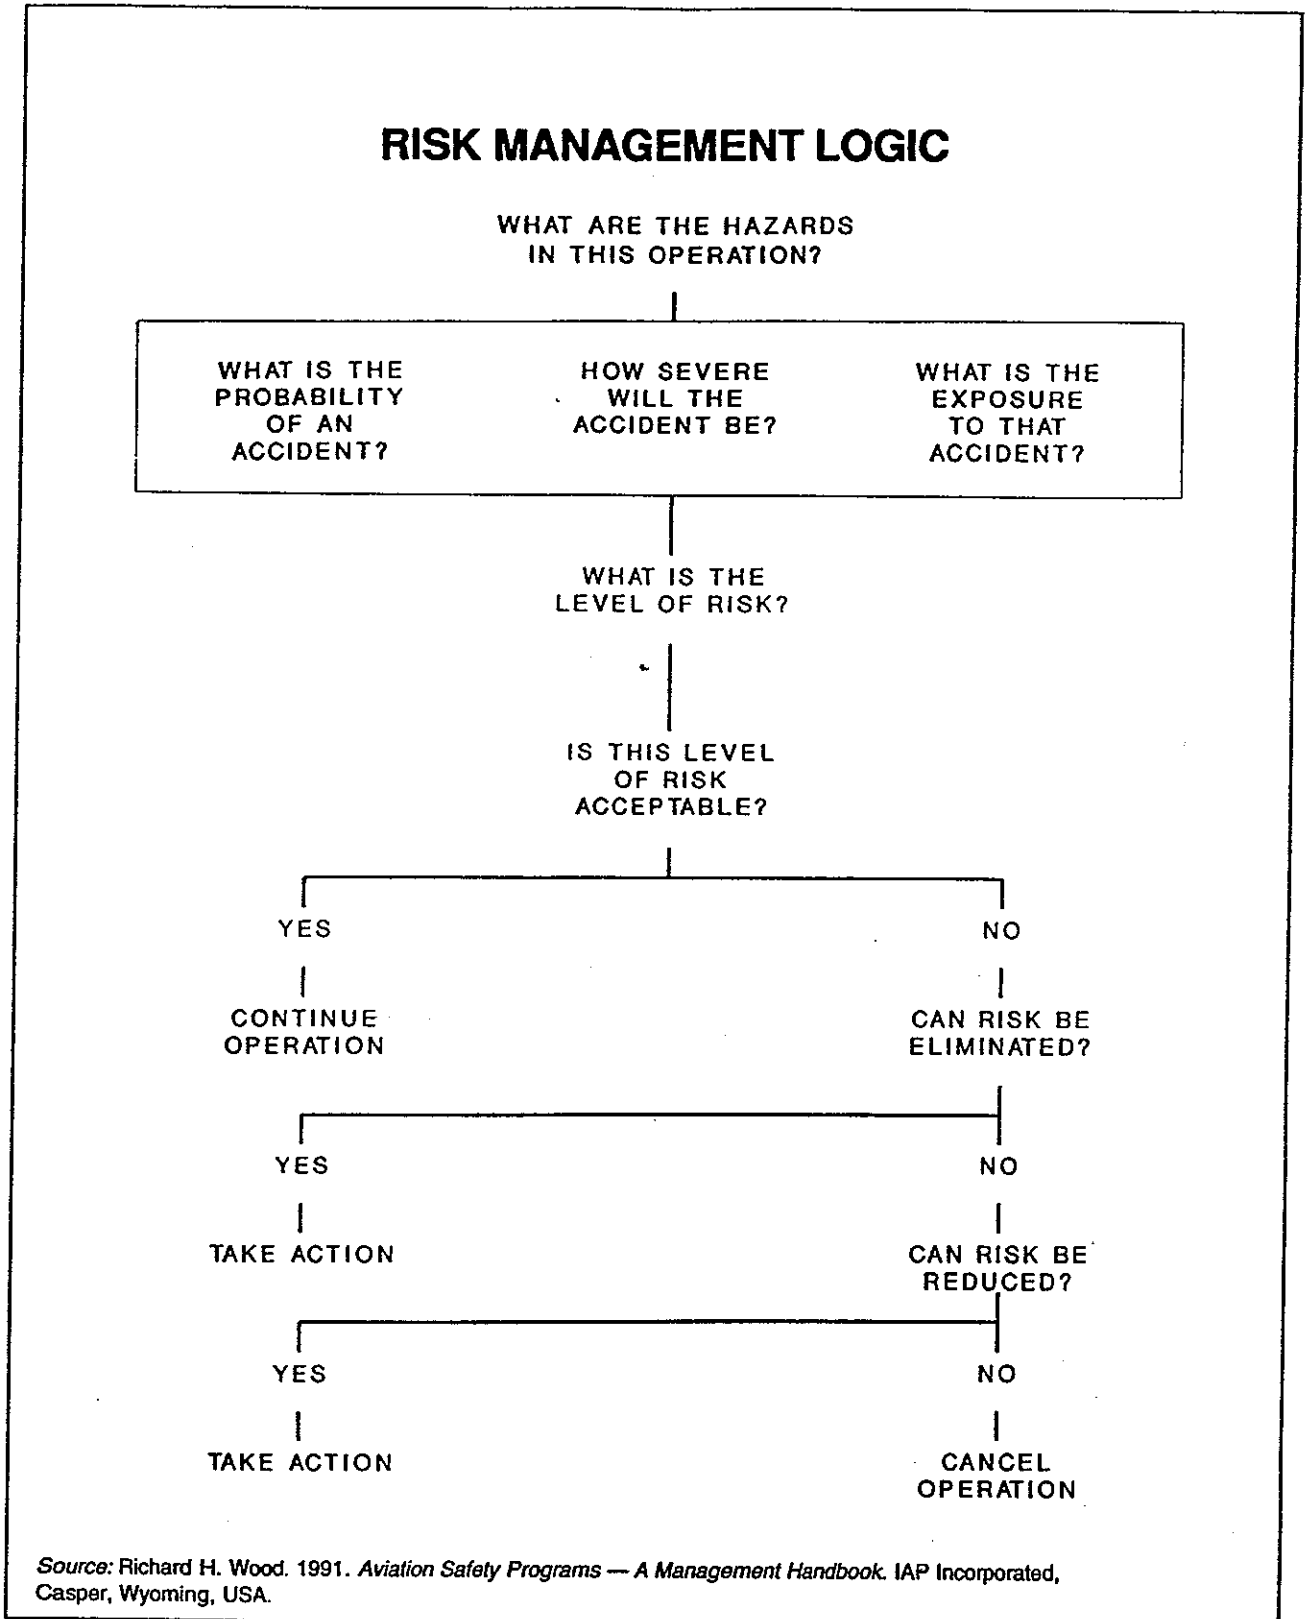 RISK MANAGEMENT LOGIC
WHAT ARE THE HAZARDS
IN THIS OPERATION?
WHAT IS THE
PROBABILITY
OF AN
ACCIDENT?
HOW SEVERE
WILL THE
ACCIDENT BE?
WHAT IS THE
EXPOSURE
TO THAT
ACCIDENT?
WHAT IS THE
LEVEL OF RISK?
IS THIS LEVEL
OF RISK
ACCEPTABLE?
YES
NO
CONTINUE
OPERATION
CAN RISK BE
ELIMINATED?
YES
NO
TAKE ACTION
CAN RISK BE
REDUCED?
YES
NO
TAKE ACTION
CANCEL
OPERATION
Source: Richard H. Wood. 1991. Aviation Safety Programs — A Management Handbook. IAP Incorporated,
Casper, Wyoming, USA.